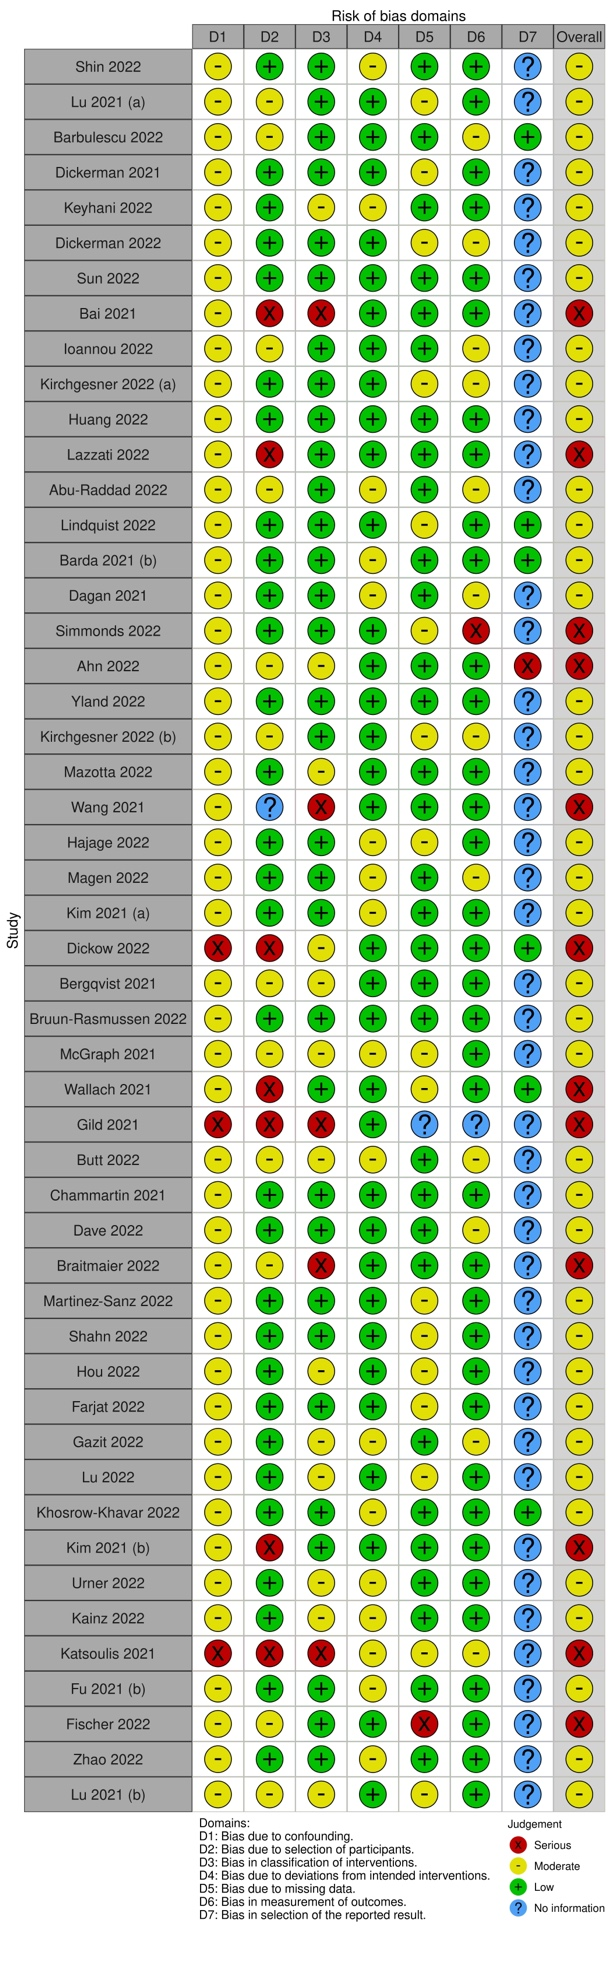 Risk of bias domains
D1 D2 D3 D4 D5 D6 D7 Overall
Shin 2022 - + + - + + ? -
Lu 2021 (a) - - + + - + ? -
Barbulescu 2022 - - + + + - + -
Dickerman 2021 - + + + - + ? -
Keyhani 2022 - + - - + + ? -
Dickerman 2022 - + + + - - ? -
Sun 2022 - + + + + + ? -
Bai 2021 - X X + + + ? X
Ioannou 2022 - - + + + - ? -
Kirchgesner 2022 (a) - + + + - - ? -
Huang 2022 - + + + + + ? -
Lazzati 2022 - X + + + + ? X
Abu-Raddad 2022 - - + - + - ? -
Lindquist 2022 - + + + - + + -
Barda 2021 (b) - + + - + + + -
Dagan 2021 - + + - + - ? -
Simmonds 2022 - + + + - X ? X
Ahn 2022 - - - + + + X X
Yland 2022 - + + + + + ? -
Kirchgesner 2022 (b) - - + + - - ? -
Mazotta 2022 - + - + + + ? -
Wang 2021 - ? X + + + ? X
Hajage 2022 - + + - - + ? -
Magen 2022 - + + - + - ? -
Kim 2021 (a) - + + - + + ? -
Dickow 2022 X X - + + + + X
Bergqvist 2021 - - - + + + ? -
Bruun-Rasmussen 2022 - + + + + + ? -
McGraph 2021 - - - - - + ? -
Wallach 2021 - X + + - + + X
Gild 2021 X X X + ? ? ? X
Butt 2022 - - - - + - ? -
Chammartin 2021 - + + + + + ? -
Dave 2022 - + + + + - ? -
Braitmaier 2022 - - X + + + ? X
Martinez-Sanz 2022 - + + + - + ? -
Shahn 2022 - + + + - + ? -
Hou 2022 - + - + - + ? -
Farjat 2022 - + + + - + ? -
Gazit 2022 - + - - + - ? -
Lu 2022 - + - + - + ? -
Khosrow-Khavar 2022 - + + - + + + -
Kim 2021 (b) - X + + + + ? X
Urner 2022 - + - - + + ? -
Kainz 2022 - + - - + + ? -
Katsoulis 2021 X X X - - - ? X
Fu 2021 (b) - + + - + + ? -
Fischer 2022 - - + + X + ? X
Zhao 2022 - + + - + + ? -
Lu 2021 (b) - - - + - + ? -
Study
Domains:
D1: Bias due to confounding.
D2: Bias due to selection of participants.
D3: Bias in classification of interventions.
D4: Bias due to deviations from intended interventions.
D5: Bias due to missing data.
D6: Bias in measurement of outcomes.
D7: Bias in selection of the reported result.
Judgement
X Serious
- Moderate
+ Low
? No information